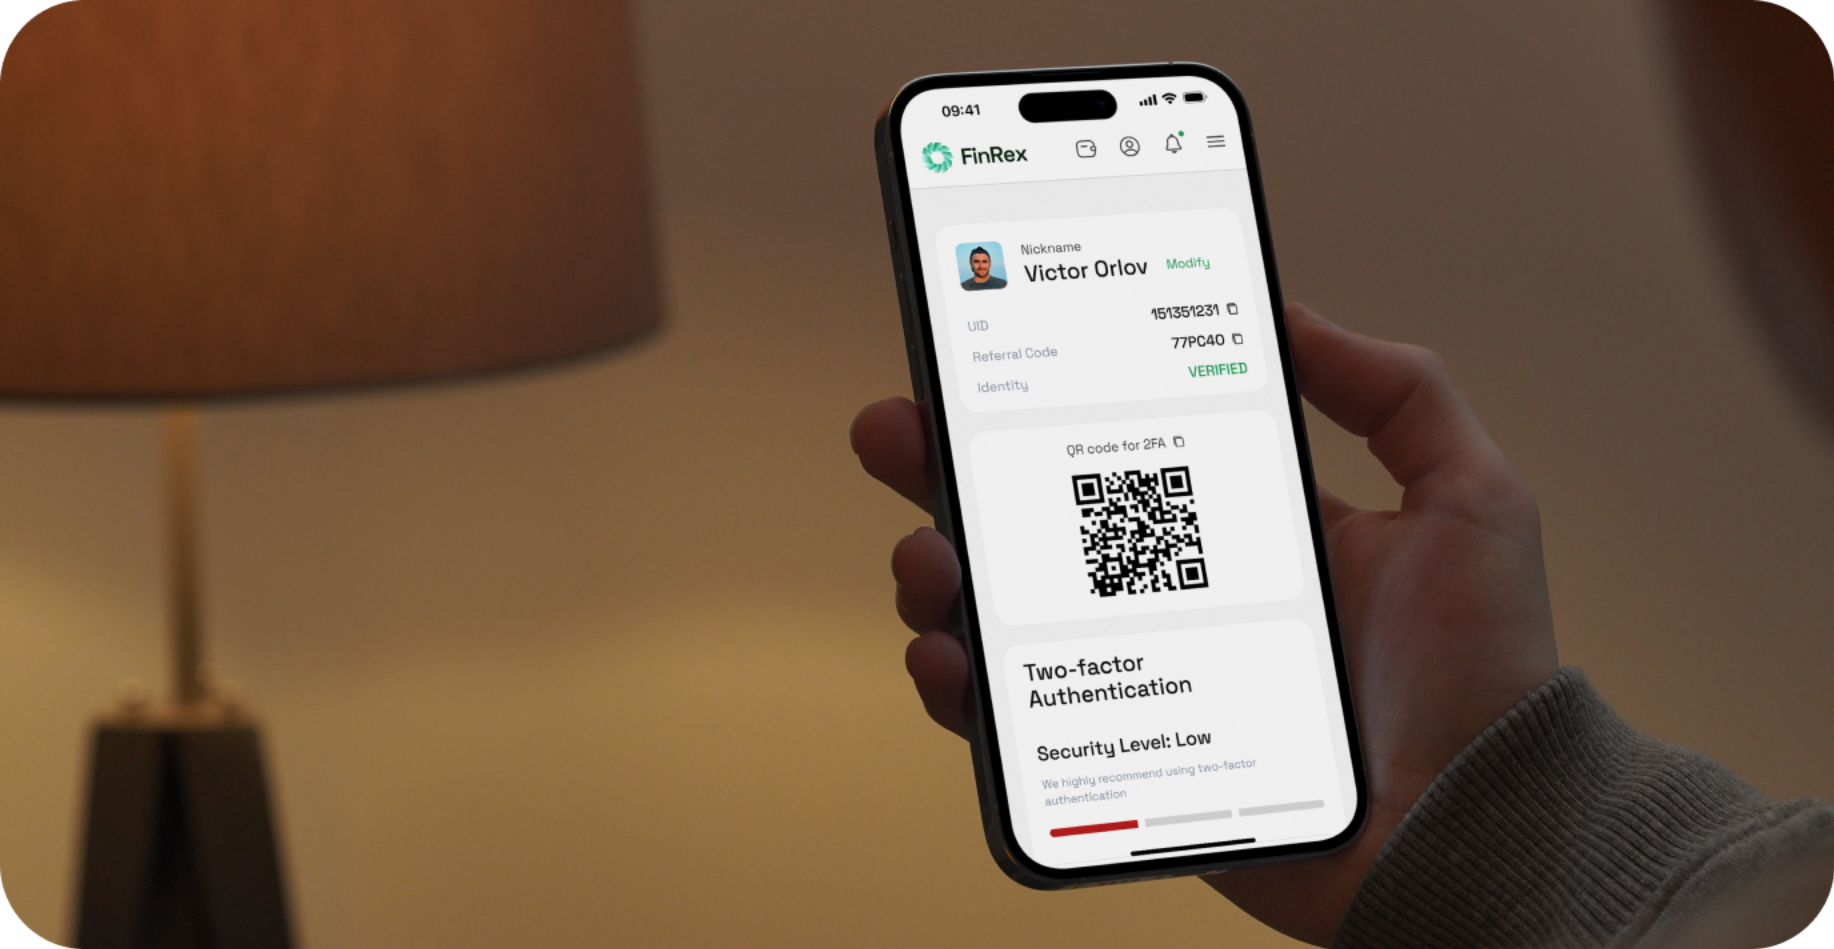 09:41
FinRex
Nickname
Victor Orlov Modify
UID 151351231
Referral Code 77PC40
Identity VERIFIED
QR code for 2FA
Two-factor
Authentication
Security Level: Low
We highly recommend using two-factor
authentication